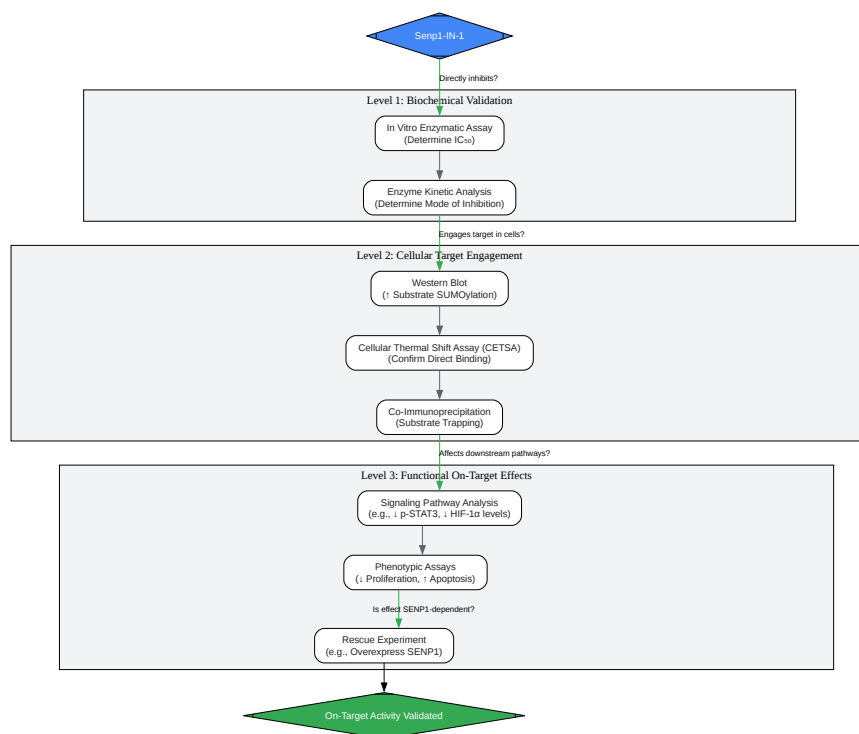 Senp1-IN-1
Directly inhibits?
Level 1: Biochemical Validation
In Vitro Enzymatic Assay
(Determine IC₅₀)
Enzyme Kinetic Analysis
(Determine Mode of Inhibition)
Engages target in cells?
Level 2: Cellular Target Engagement
Western Blot
(↑ Substrate SUMOylation)
Cellular Thermal Shift Assay (CETSA)
(Confirm Direct Binding)
Co-Immunoprecipitation
(Substrate Trapping)
Affects downstream pathways?
Level 3: Functional On-Target Effects
Signaling Pathway Analysis
(e.g., ↓ p-STAT3, ↓ HIF-1α levels)
Phenotypic Assays
(↓ Proliferation, ↑ Apoptosis)
Is effect SENP1-dependent?
Rescue Experiment
(e.g., Overexpress SENP1)
On-Target Activity Validated